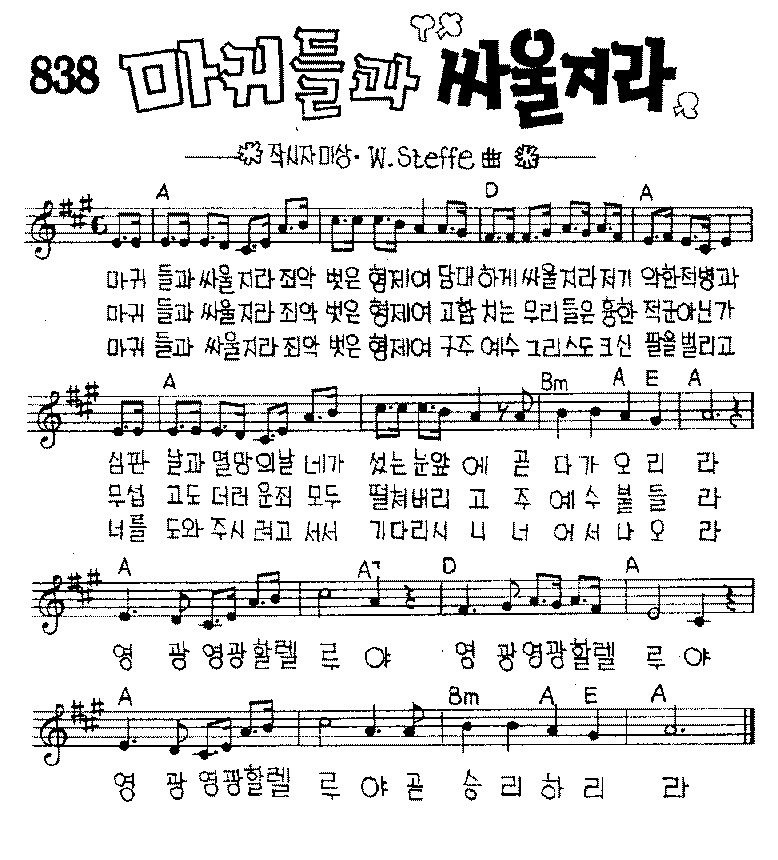 838 마귀들과 싸울지라
작시자 미상 · W. Steffe 曲
A D A
마귀 들과 싸울지라 죄악 벗은 형제여 담대 하게 싸울지라 저기 악한적병과
마귀 들과 싸울지라 죄악 벗은 형제여 고함 치는 무리들은 흉한 적군아닌가
마귀 들과 싸울지라 죄악 벗은 형제여 구주 예수 그리스도 크신 팔을 벌리고
A Bm A E A
심판 날과 멸망의날 네가 섰는눈앞 에 곧 다가 오 리 라
무섭 고도 더러 운죄 모두 떨쳐버리 고 주 예 수 붙 들 라
너를 도와 주시 려고 서서 기다리시 니 너 어 서 나 오 라
A A7 D A
영 광 영광할렐 루 야 영 광영광할렐 루 야
A Bm A E A
영 광 영광할렐 루 야 곧 승 리 하 리 라